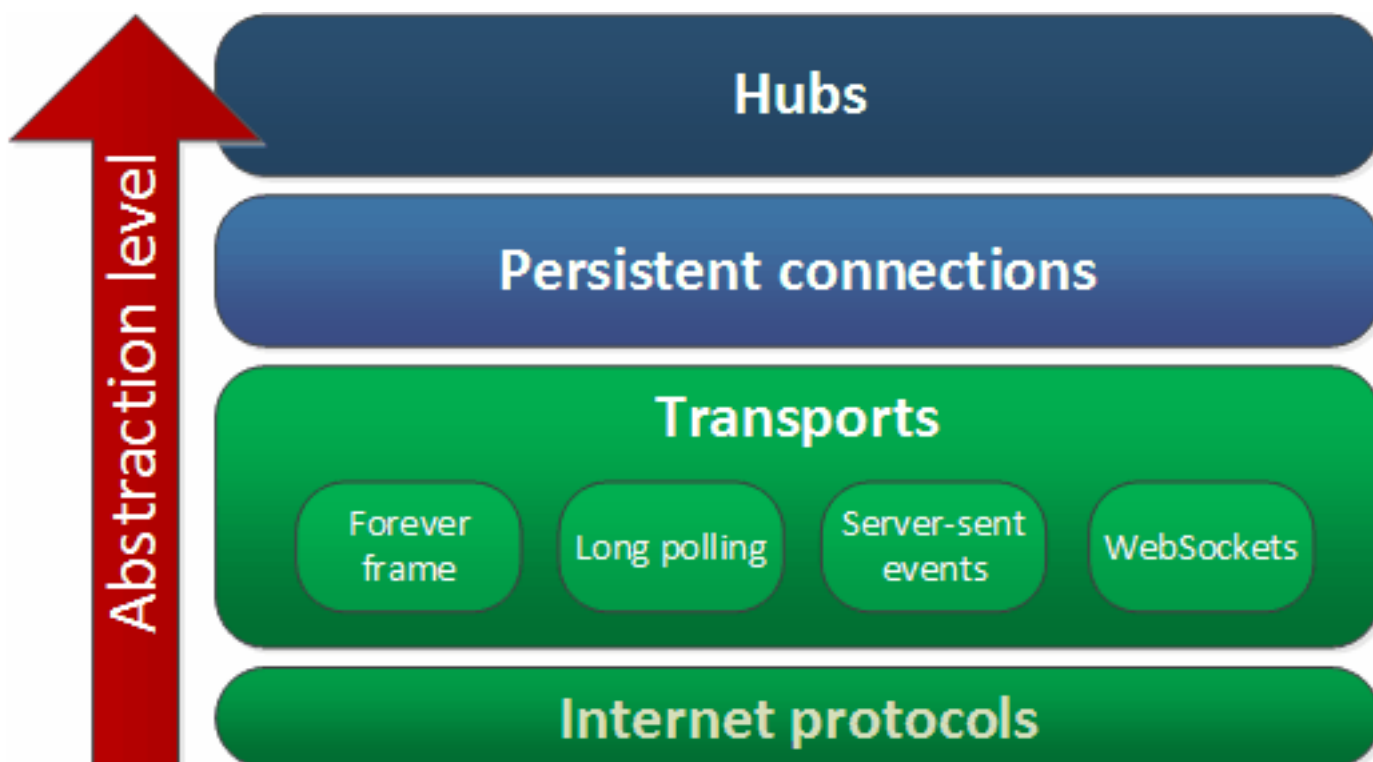 Abstraction level
Hubs
Persistent connections
Transports
Forever
frame
Long polling
Server-sent
events
WebSockets
Internet protocols